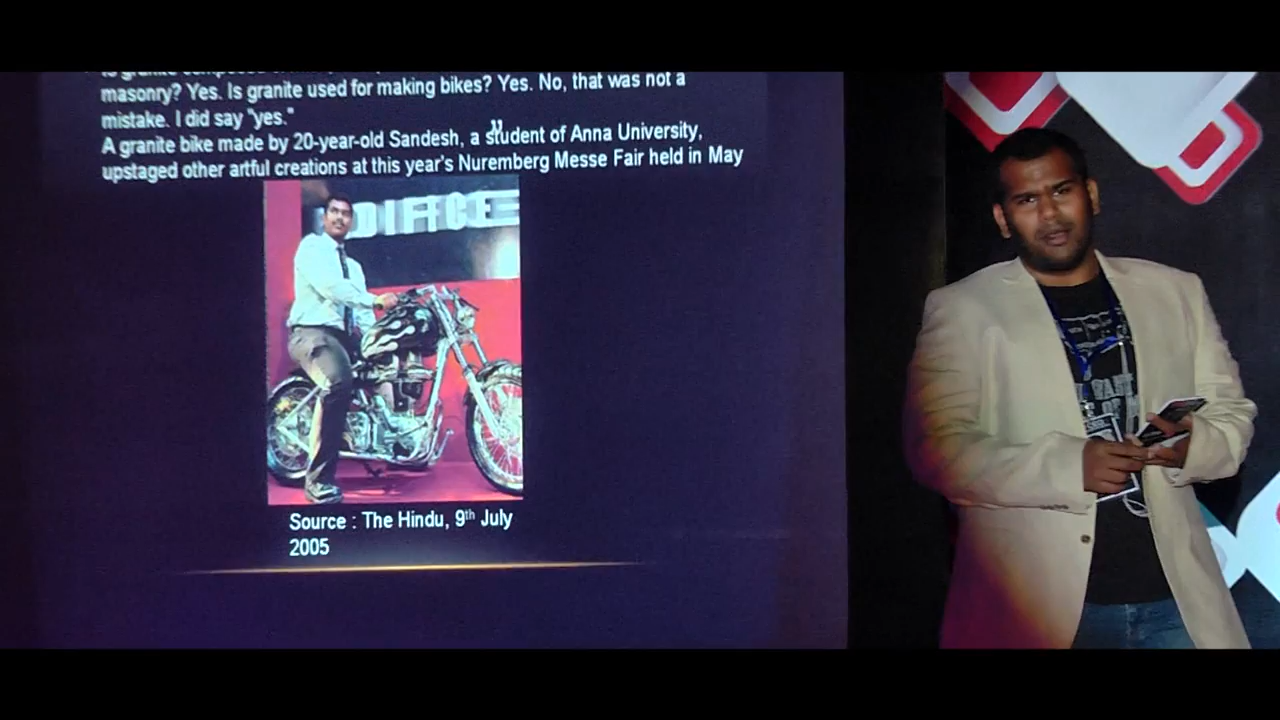 masonry? Yes. Is granite used for making bikes? Yes. No, that was not a
mistake. I did say "yes."
"
A granite bike made by 20-year-old Sandesh, a student of Anna University,
upstaged other artful creations at this year's Nuremberg Messe Fair held in May
DIFICE
Source : The Hindu, 9th July
2005